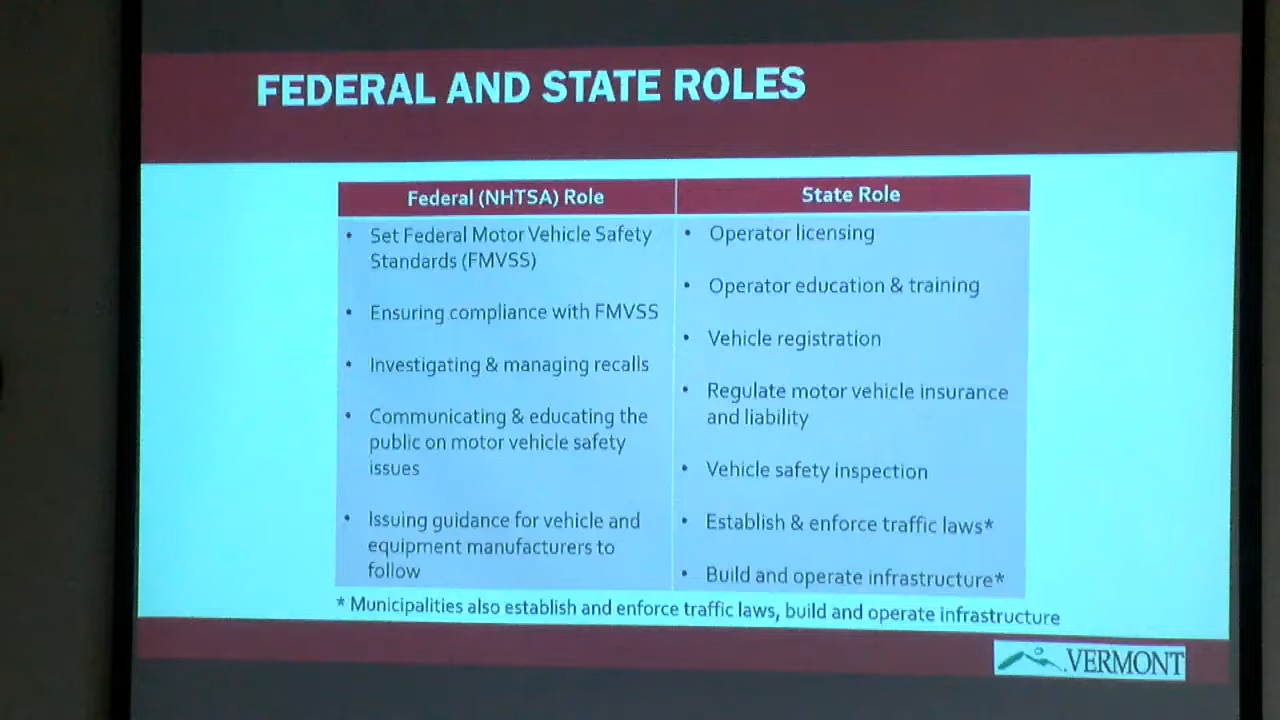 FEDERAL AND STATE ROLES
Federal (NHTSA) Role
• Set Federal Motor Vehicle Safety
Standards (FMVSS)
• Ensuring compliance with FMVSS
• Investigating & managing recalls
• Communicating & educating the
public on motor vehicle safety
issues
• Issuing guidance for vehicle and
equipment manufacturers to
follow
State Role
• Operator licensing
• Operator education & training
• Vehicle registration
• Regulate motor vehicle insurance
and liability
• Vehicle safety inspection
• Establish & enforce traffic laws*
• Build and operate infrastructure*
* Municipalities also establish and enforce traffic laws, build and operate infrastructure
VERMONT